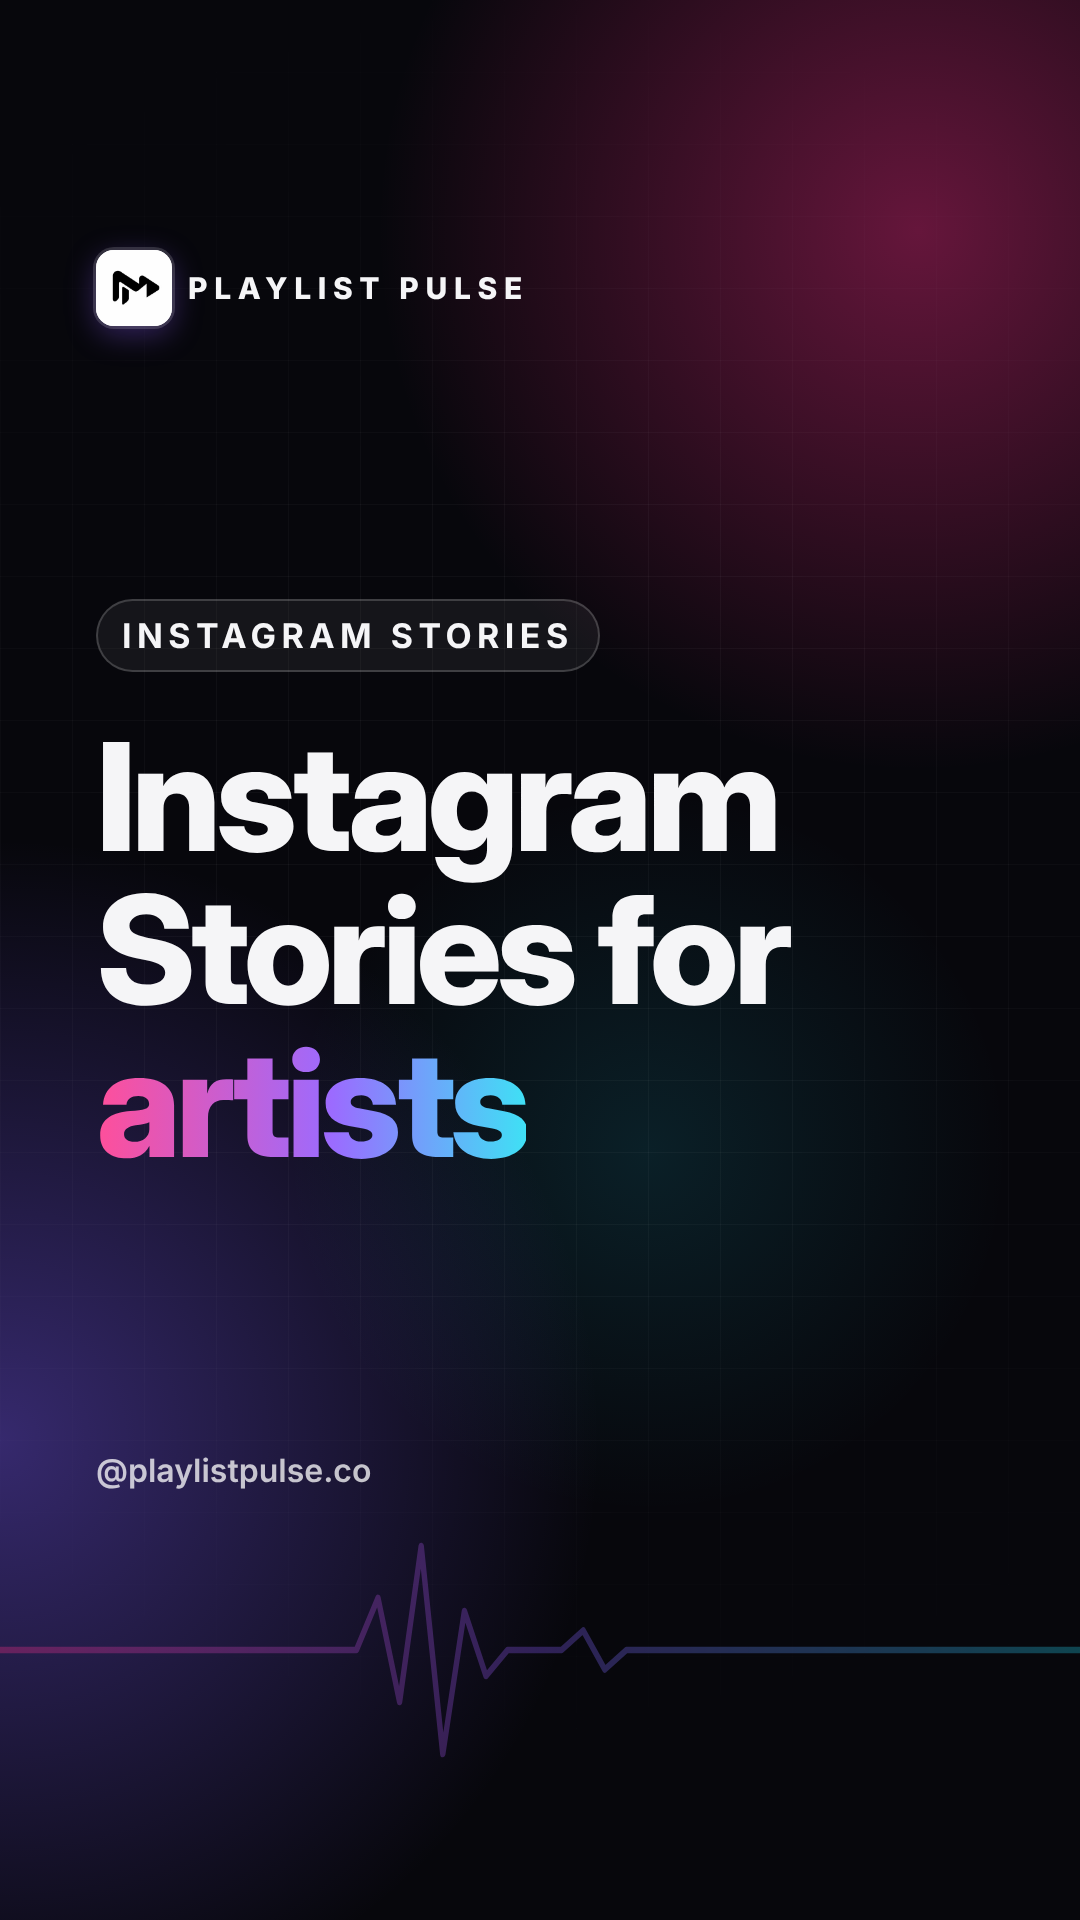 PLAYLIST PULSE
INSTAGRAM STORIES
Instagram
Stories for
artists
@playlistpulse.co